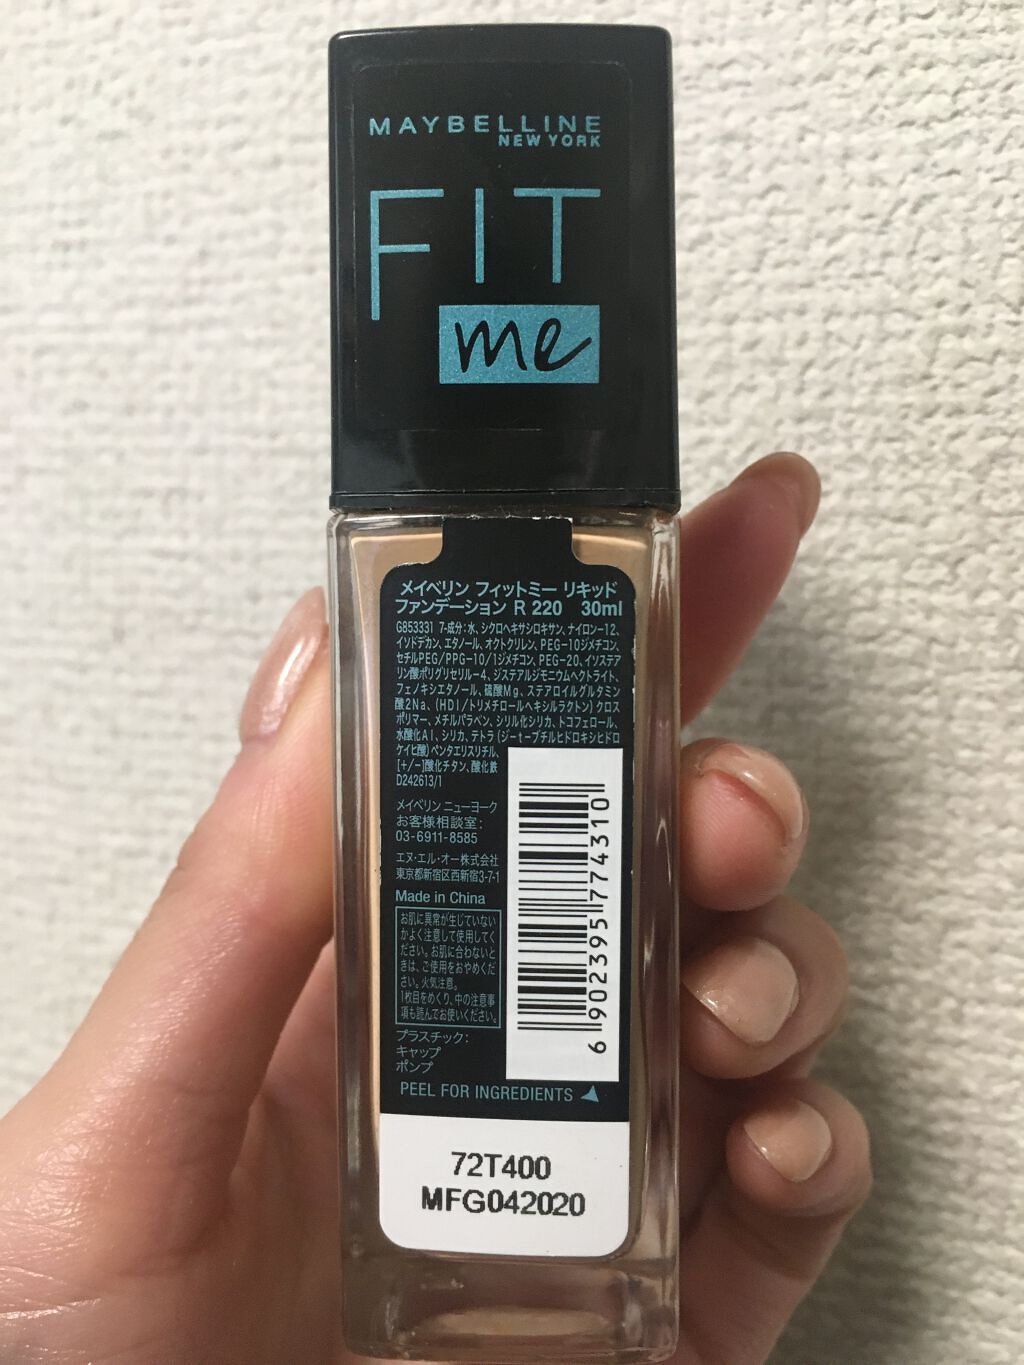 MAYBELLINE
NEW YORK
FIT
me
メイベリン フィットミー リキッド
ファンデーション R 220 30ml
G853331 7-成分:水、シクロヘキサシロキサン、ナイロン-12、
イソドデカン、エタノール、オクトクリレン、PEG-10ジメチコン、
セチルPEG/PPG-10/1ジメチコン、PEG-20、イソステア
リン酸ポリグリセリル-4、ジステアルジモニウムヘクトライト、
フェノキシエタノール、硫酸Mg、ステアロイルグルタミン
酸2Na、(HDI/トリメチロールヘキシルラクトン)クロス
ポリマー、メチルパラベン、シリル化シリカ、トコフェロール、
水酸化Al、シリカ、テトラ(ジ-t-ブチルヒドロキシヒドロ
ケイヒ酸)ペンタエリスリチル、
[+/-]酸化チタン、酸化鉄
D242613/1
メイベリン ニューヨーク
お客様相談室:
03-6911-8585
エヌ・エル・オー株式会社
東京都新宿区西新宿3-7-1
Made in China
お肌に異常が生じていない
かよく注意して使用してく
ださい。お肌に合わないと
きは、ご使用をおやめくだ
さい。火気注意。
1枚目をめくり、中の注意事
項も読んでお使いください。
プラスチック:
キャップ
ポンプ
6 902395 774310
PEEL FOR INGREDIENTS
72T400
MFG042020